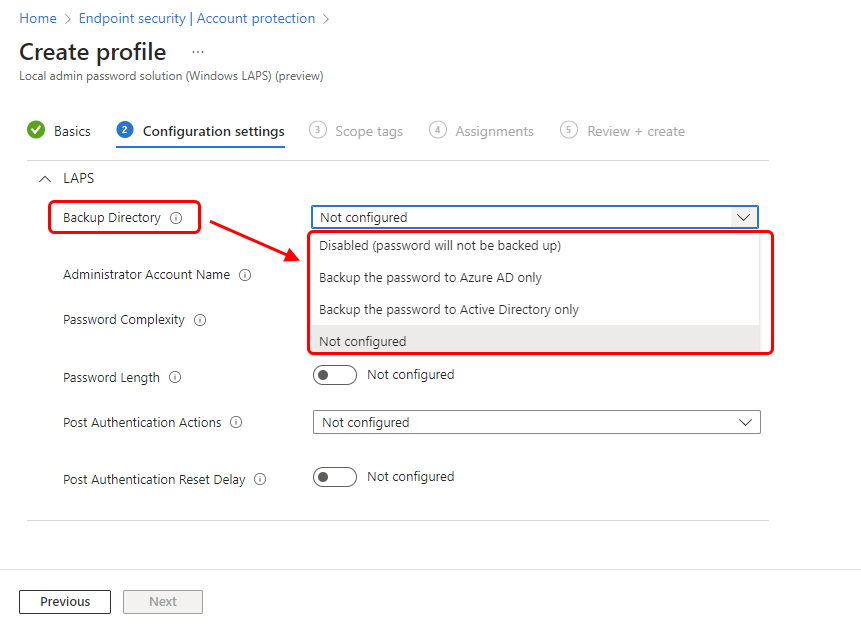 Home > Endpoint security | Account protection >
Create profile ...
Local admin password solution (Windows LAPS) (preview)
Basics 2 Configuration settings 3 Scope tags 4 Assignments 5 Review + create
LAPS
Backup Directory Not configured
Disabled (password will not be backed up)
Administrator Account Name Backup the password to Azure AD only
Backup the password to Active Directory only
Password Complexity
Not configured
Password Length Not configured
Post Authentication Actions Not configured
Post Authentication Reset Delay Not configured
Previous Next